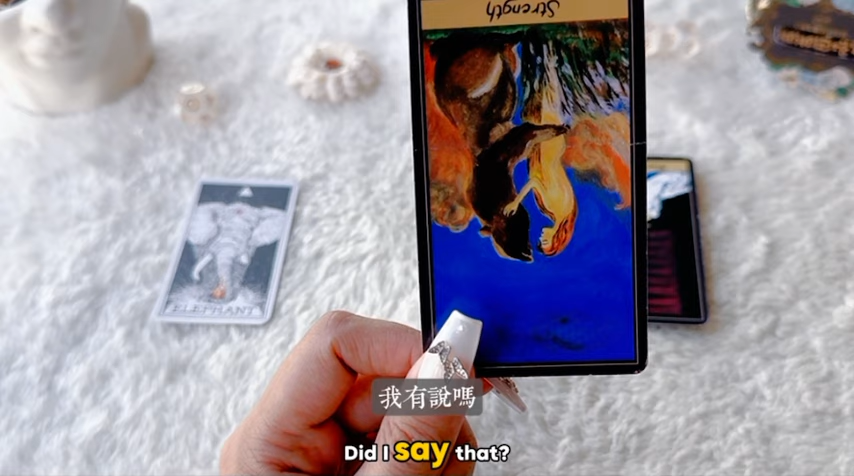 Strength
ELEPHANT
我有說嗎
Did I say that?